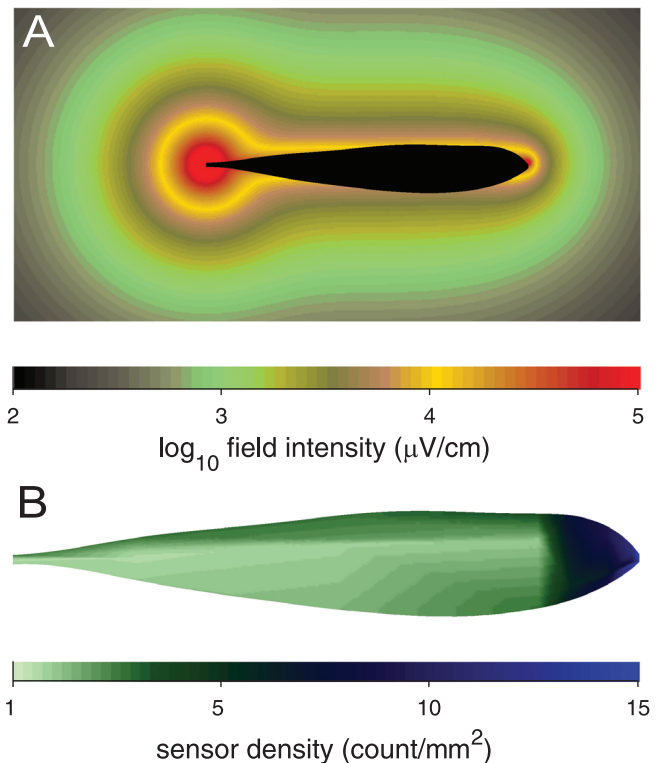 A
2 3 4 5
log₁₀ field intensity (μV/cm)
B
1 5 10 15
sensor density (count/mm²)